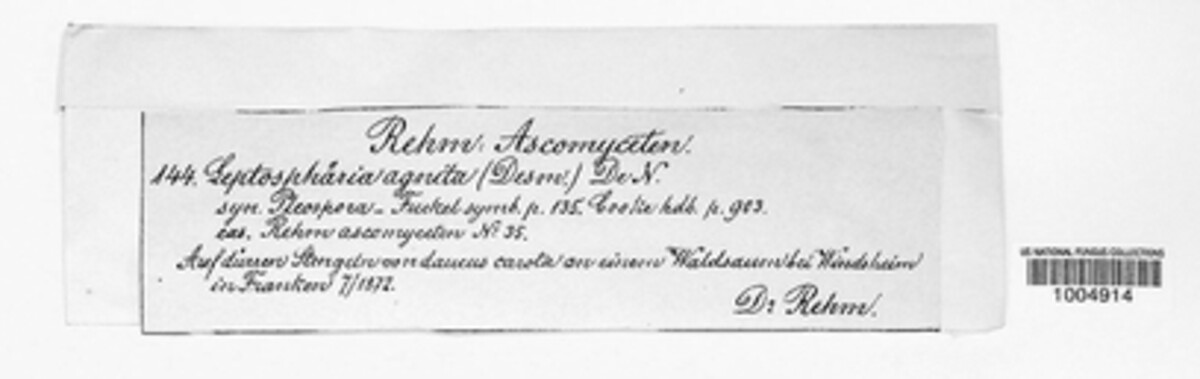 Rehm: Ascomyceten.
144. Leptosphäria agnita (Desm.) De N.
syn. Pleospora - Fuckel symb. p. 135. Cooke hdb. p. 903.
exs. Rehm ascomyceten No 35.
Auf dürren Stengeln von daucus carota an einem Waldsaum bei Windsheim
in Franken 7/1872.
Dr Rehm.
US NATIONAL FUNGUS COLLECTIONS
1004914